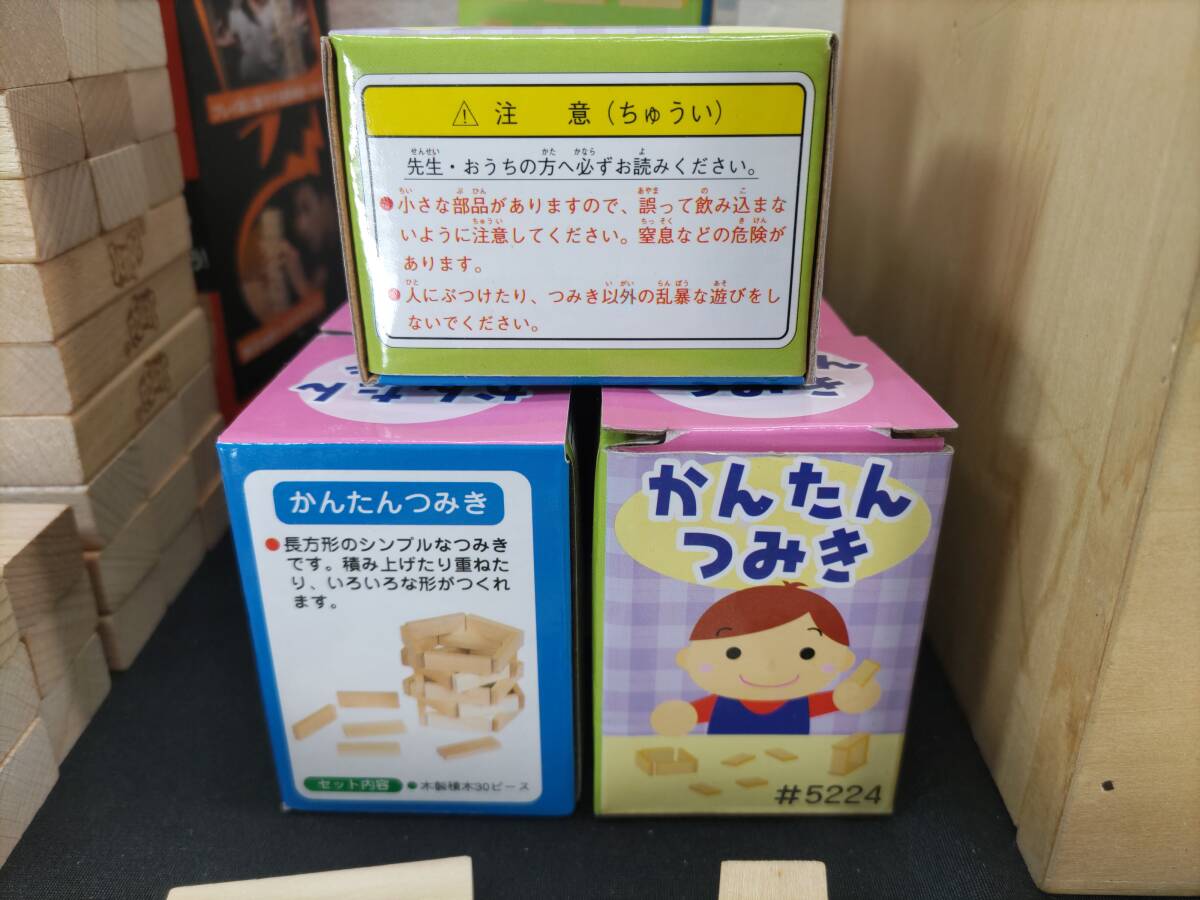 ⚠ 注　意（ちゅうい）
先生・おうちの方へ必ずお読みください。
●小さな部品がありますので、誤って飲み込まな
いように注意してください。窒息などの危険が
あります。
●人にぶつけたり、つみき以外の乱暴な遊びをし
ないでください。
かんたん
かんたんつみき
●長方形のシンプルなつみき
です。積み上げたり重ねた
り、いろいろな形がつくれ
ます。
セット内容 ●木製積木30ピース
かんたん
つみき
#5224